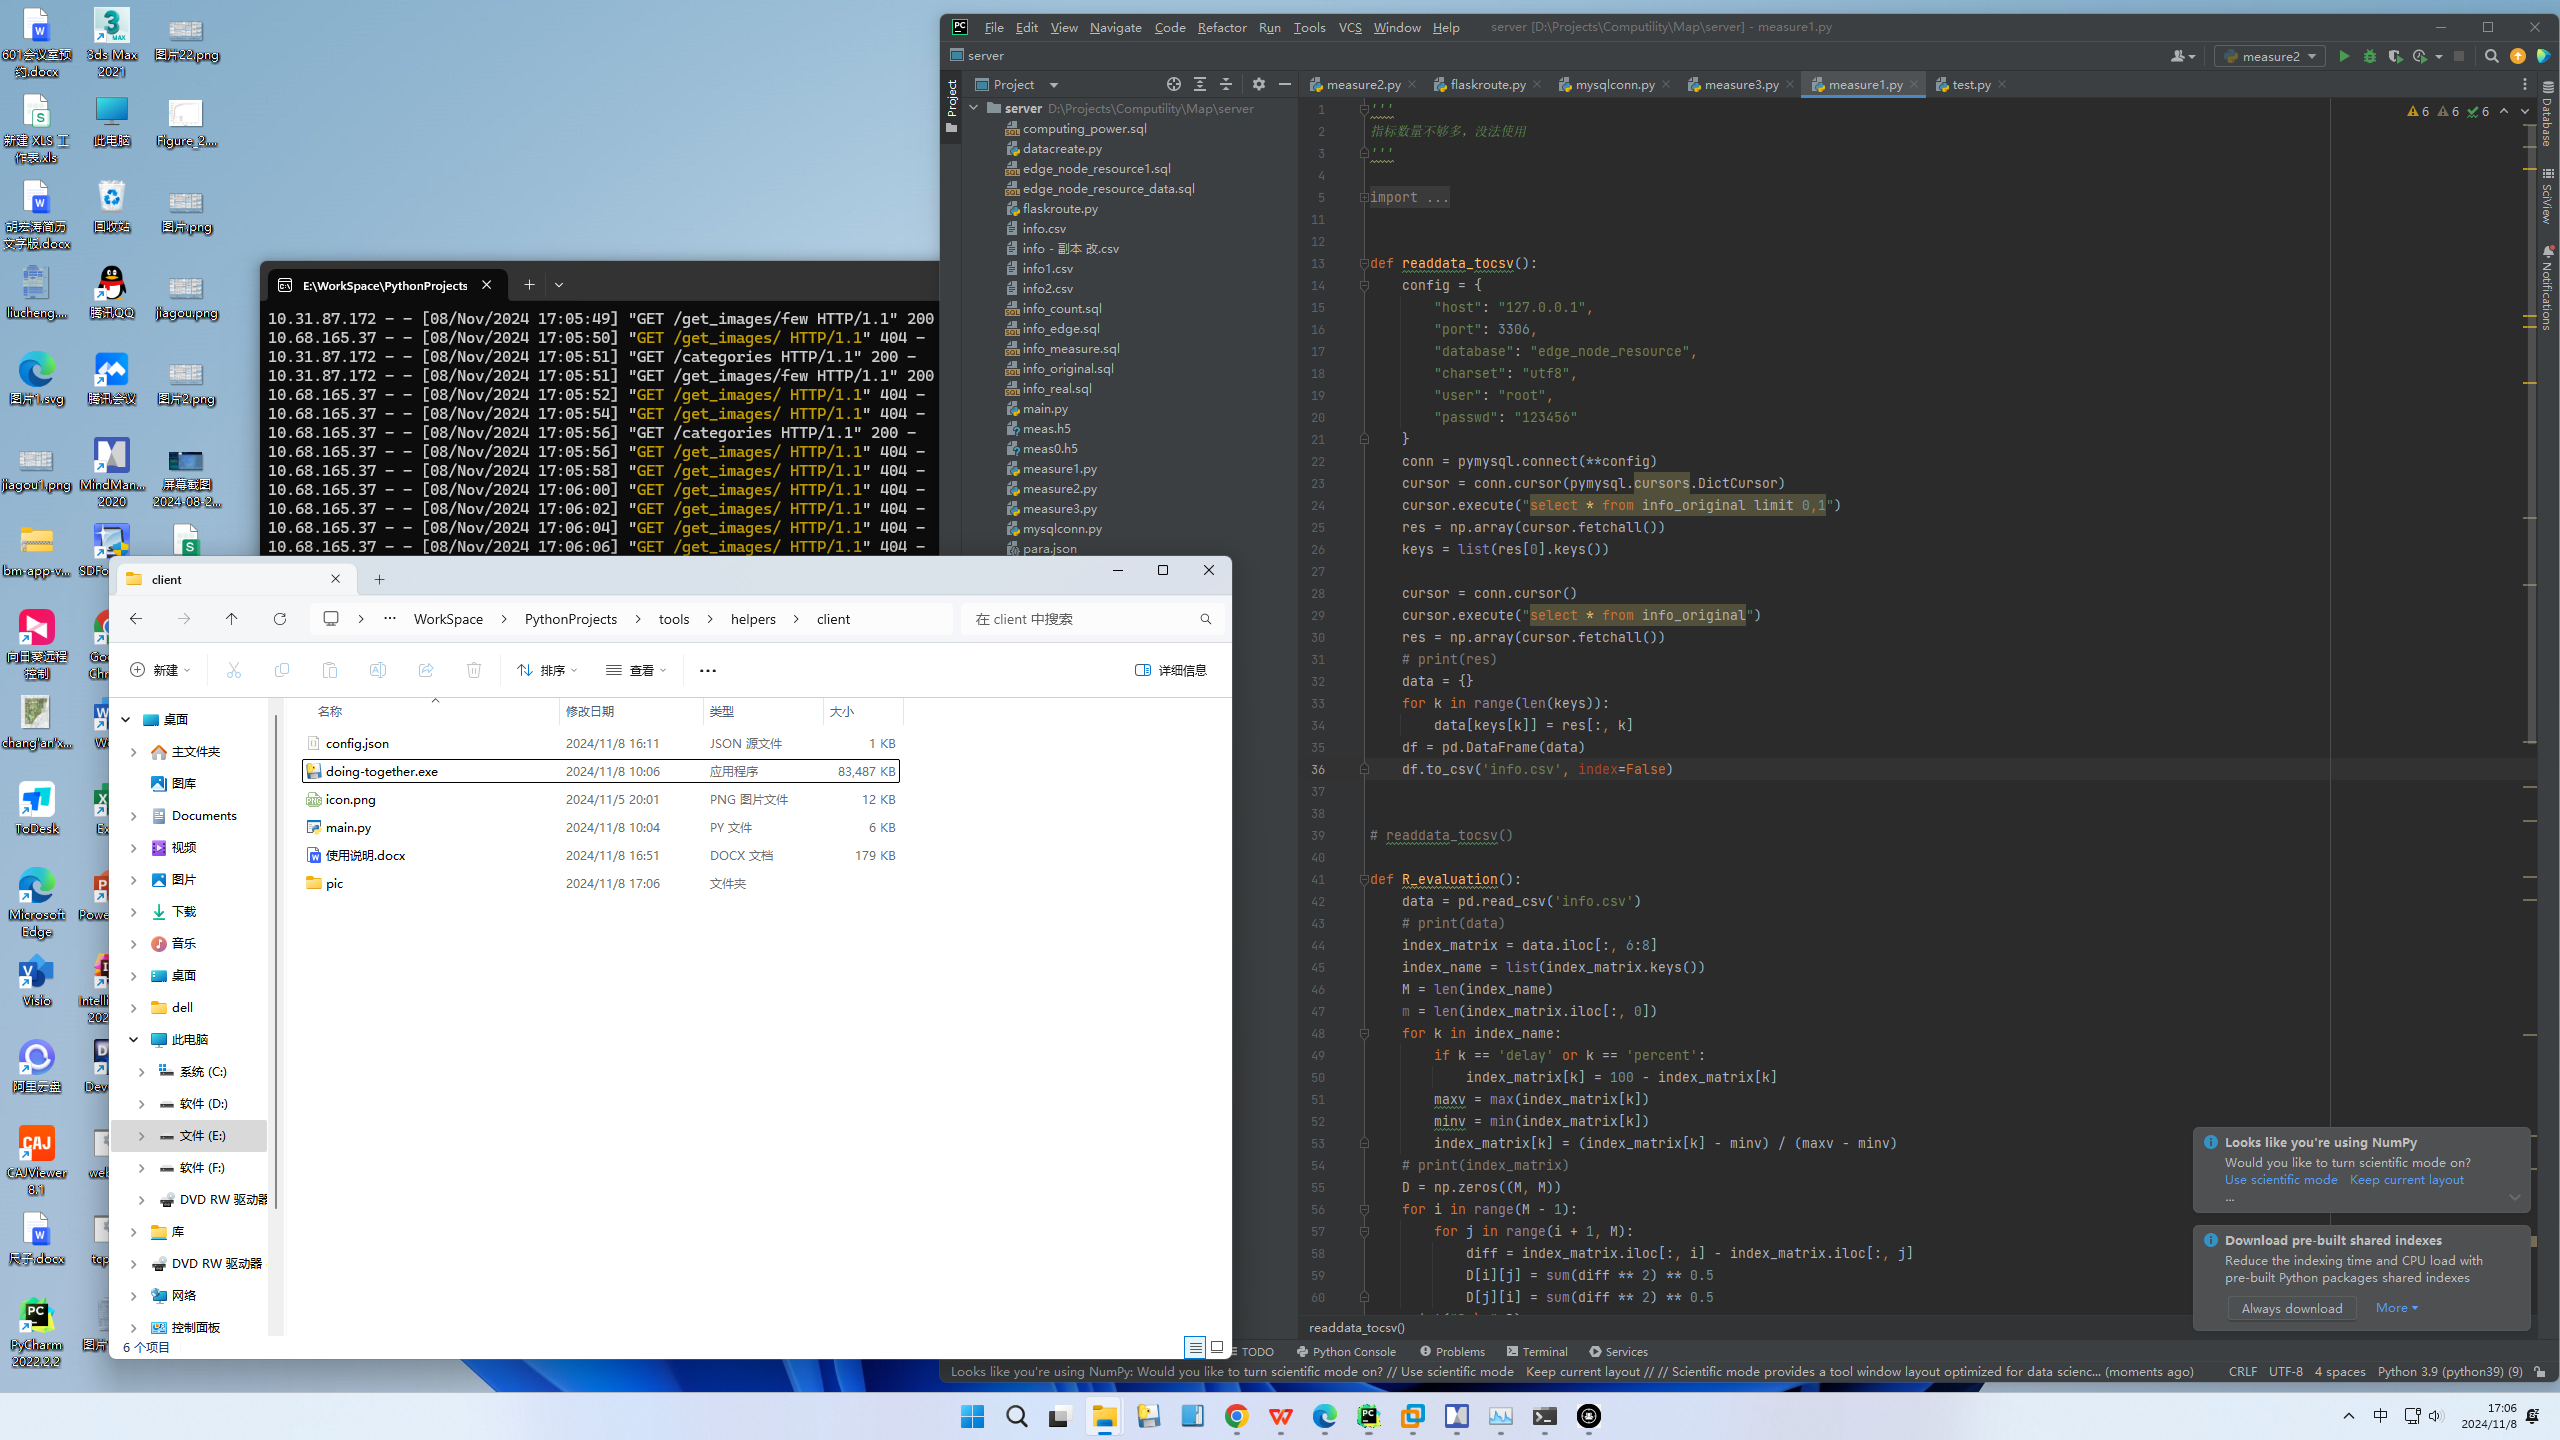 601会议室预
约.docx
3ds Max
2021
图片22.png
新建 XLS 工
作表.xls
此电脑
Figure_2....
胡宏涛简历
文字版.docx
回收站
图片.png
liucheng....
腾讯QQ
jiagou.png
图片1.svg
腾讯会议
图片2.png
jiagou1.png
MindMan...
2020
屏幕截图
2024-08-2...
bm-app-v...
向日葵远程
控制
chang'an'x...
ToDesk
Microsoft
Edge
Visio
阿里云盘
CAJViewer
8.1
尺子.docx
PyCharm
2022.2.2
E:\WorkSpace\PythonProjects
10.31.87.172 - - [08/Nov/2024 17:05:49] "GET /get_images/few HTTP/1.1" 200
10.68.165.37 - - [08/Nov/2024 17:05:50] "GET /get_images/ HTTP/1.1" 404 -
10.31.87.172 - - [08/Nov/2024 17:05:51] "GET /categories HTTP/1.1" 200 -
10.31.87.172 - - [08/Nov/2024 17:05:51] "GET /get_images/few HTTP/1.1" 200
10.68.165.37 - - [08/Nov/2024 17:05:52] "GET /get_images/ HTTP/1.1" 404 -
10.68.165.37 - - [08/Nov/2024 17:05:54] "GET /get_images/ HTTP/1.1" 404 -
10.68.165.37 - - [08/Nov/2024 17:05:56] "GET /categories HTTP/1.1" 200 -
10.68.165.37 - - [08/Nov/2024 17:05:56] "GET /get_images/ HTTP/1.1" 404 -
10.68.165.37 - - [08/Nov/2024 17:05:58] "GET /get_images/ HTTP/1.1" 404 -
10.68.165.37 - - [08/Nov/2024 17:06:00] "GET /get_images/ HTTP/1.1" 404 -
10.68.165.37 - - [08/Nov/2024 17:06:02] "GET /get_images/ HTTP/1.1" 404 -
10.68.165.37 - - [08/Nov/2024 17:06:04] "GET /get_images/ HTTP/1.1" 404 -
10.68.165.37 - - [08/Nov/2024 17:06:06] "GET /get_images/ HTTP/1.1" 404 -
client
WorkSpace > PythonProjects > tools > helpers > client
在 client 中搜索
新建 排序 查看 ... 详细信息
桌面
主文件夹
图库
Documents
视频
图片
下载
音乐
桌面
dell
此电脑
系统 (C:)
软件 (D:)
文件 (E:)
软件 (F:)
DVD RW 驱动器
库
DVD RW 驱动器
网络
控制面板
6 个项目
名称 修改日期 类型 大小
config.json 2024/11/8 16:11 JSON 源文件 1 KB
doing-together.exe 2024/11/8 10:06 应用程序 83,487 KB
icon.png 2024/11/5 20:01 PNG 图片文件 12 KB
main.py 2024/11/8 10:04 PY 文件 6 KB
使用说明.docx 2024/11/8 16:51 DOCX 文档 179 KB
pic 2024/11/8 17:06 文件夹
File Edit View Navigate Code Refactor Run Tools VCS Window Help server [D:\Projects\Computility\Map\server] - measure1.py
server
measure2
Project
Project
measure2.py flaskroute.py mysqlconn.py measure3.py measure1.py test.py
server D:\Projects\Computility\Map\server
computing_power.sql
datacreate.py
edge_node_resource1.sql
edge_node_resource_data.sql
flaskroute.py
info.csv
info - 副本 改.csv
info1.csv
info2.csv
info_count.sql
info_edge.sql
info_measure.sql
info_original.sql
info_real.sql
main.py
meas.h5
meas0.h5
measure1.py
measure2.py
measure3.py
mysqlconn.py
para.json
6 6 6
Database
SciView
Notifications
1 '''
2 指标数量不够多，没法使用
3 '''
4
5 import ...
11
12
13 def readdata_tocsv():
14 config = {
15 "host": "127.0.0.1",
16 "port": 3306,
17 "database": "edge_node_resource",
18 "charset": "utf8",
19 "user": "root",
20 "passwd": "123456"
21 }
22 conn = pymysql.connect(**config)
23 cursor = conn.cursor(pymysql.cursors.DictCursor)
24 cursor.execute("select * from info_original limit 0,1")
25 res = np.array(cursor.fetchall())
26 keys = list(res[0].keys())
27
28 cursor = conn.cursor()
29 cursor.execute("select * from info_original")
30 res = np.array(cursor.fetchall())
31 # print(res)
32 data = {}
33 for k in range(len(keys)):
34 data[keys[k]] = res[:, k]
35 df = pd.DataFrame(data)
36 df.to_csv('info.csv', index=False)
37
38
39 # readdata_tocsv()
40
41 def R_evaluation():
42 data = pd.read_csv('info.csv')
43 # print(data)
44 index_matrix = data.iloc[:, 6:8]
45 index_name = list(index_matrix.keys())
46 M = len(index_name)
47 m = len(index_matrix.iloc[:, 0])
48 for k in index_name:
49 if k == 'delay' or k == 'percent':
50 index_matrix[k] = 100 - index_matrix[k]
51 maxv = max(index_matrix[k])
52 minv = min(index_matrix[k])
53 index_matrix[k] = (index_matrix[k] - minv) / (maxv - minv)
54 # print(index_matrix)
55 D = np.zeros((M, M))
56 for i in range(M - 1):
57 for j in range(i + 1, M):
58 diff = index_matrix.iloc[:, i] - index_matrix.iloc[:, j]
59 D[i][j] = sum(diff ** 2) ** 0.5
60 D[j][i] = sum(diff ** 2) ** 0.5
readdata_tocsv()
Looks like you're using NumPy
Would you like to turn scientific mode on?
Use scientific mode Keep current layout
...
Download pre-built shared indexes
Reduce the indexing time and CPU load with
pre-built Python packages shared indexes
Always download More
TODO Python Console Problems Terminal Services
Looks like you're using NumPy: Would you like to turn scientific mode on? // Use scientific mode Keep current layout // // Scientific mode provides a tool window layout optimized for data scienc... (moments ago) CRLF UTF-8 4 spaces Python 3.9 (python39) (9)
中
17:06
2024/11/8